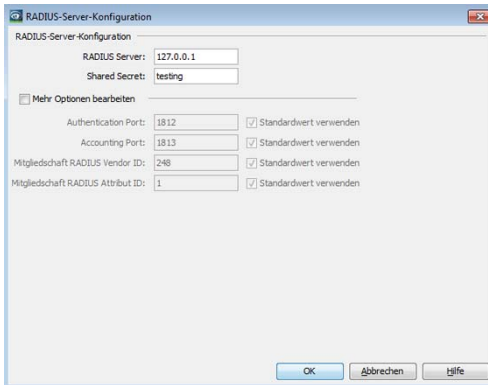 RADIUS-Server-Konfiguration
RADIUS-Server-Konfiguration
RADIUS Server: 127.0.0.1
Shared Secret: testing
Mehr Optionen bearbeiten
Authentication Port: 1812 Standardwert verwenden
Accounting Port: 1813 Standardwert verwenden
Mitgliedschaft RADIUS Vendor ID: 248 Standardwert verwenden
Mitgliedschaft RADIUS Attribut ID: 1 Standardwert verwenden
OK Abbrechen Hilfe